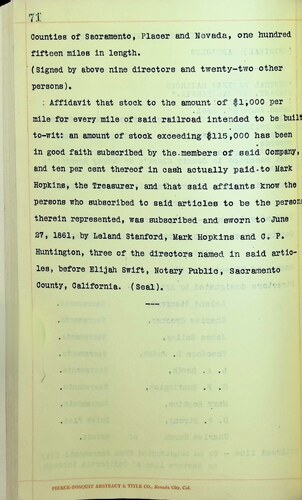 71
Counties of Sacramento, Placer and Nevada, one hundred
fifteen miles in length.
(Signed by above nine directors and twenty-two other
persons).
Affidavit that stock to the amount of $1,000 per
mile for every mile of said railroad intended to be built
to-wit: an amount of stock exceeding $115,000 has been
in good faith subscribed by the members of said Company,
and ten per cent thereof in cash actually paid to Mark
Hopkins, the Treasurer, and that said affiants know the
persons who subscribed to said articles to be the persons
therein represented, was subscribed and sworn to June
27, 1861, by Leland Stanford, Mark Hopkins and C. P.
Huntington, three of the directors named in said artic-
les, before Elijah Swift, Notary Public, Sacramento
County, California. (Seal).
PIERCE-BOSQUIT ABSTRACT & TITLE CO., Nevada City, Cal.